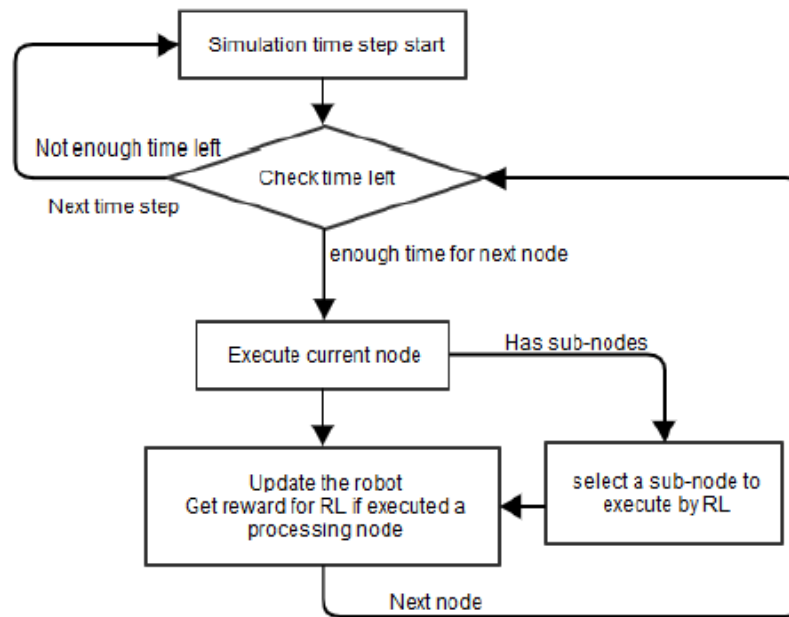 Simulation time step start
Not enough time left
Check time left
Next time step
enough time for next node
Has sub-nodes
Execute current node
Update the robot
Get reward for RL if executed a
processing node
select a sub-node to
execute by RL
Next node